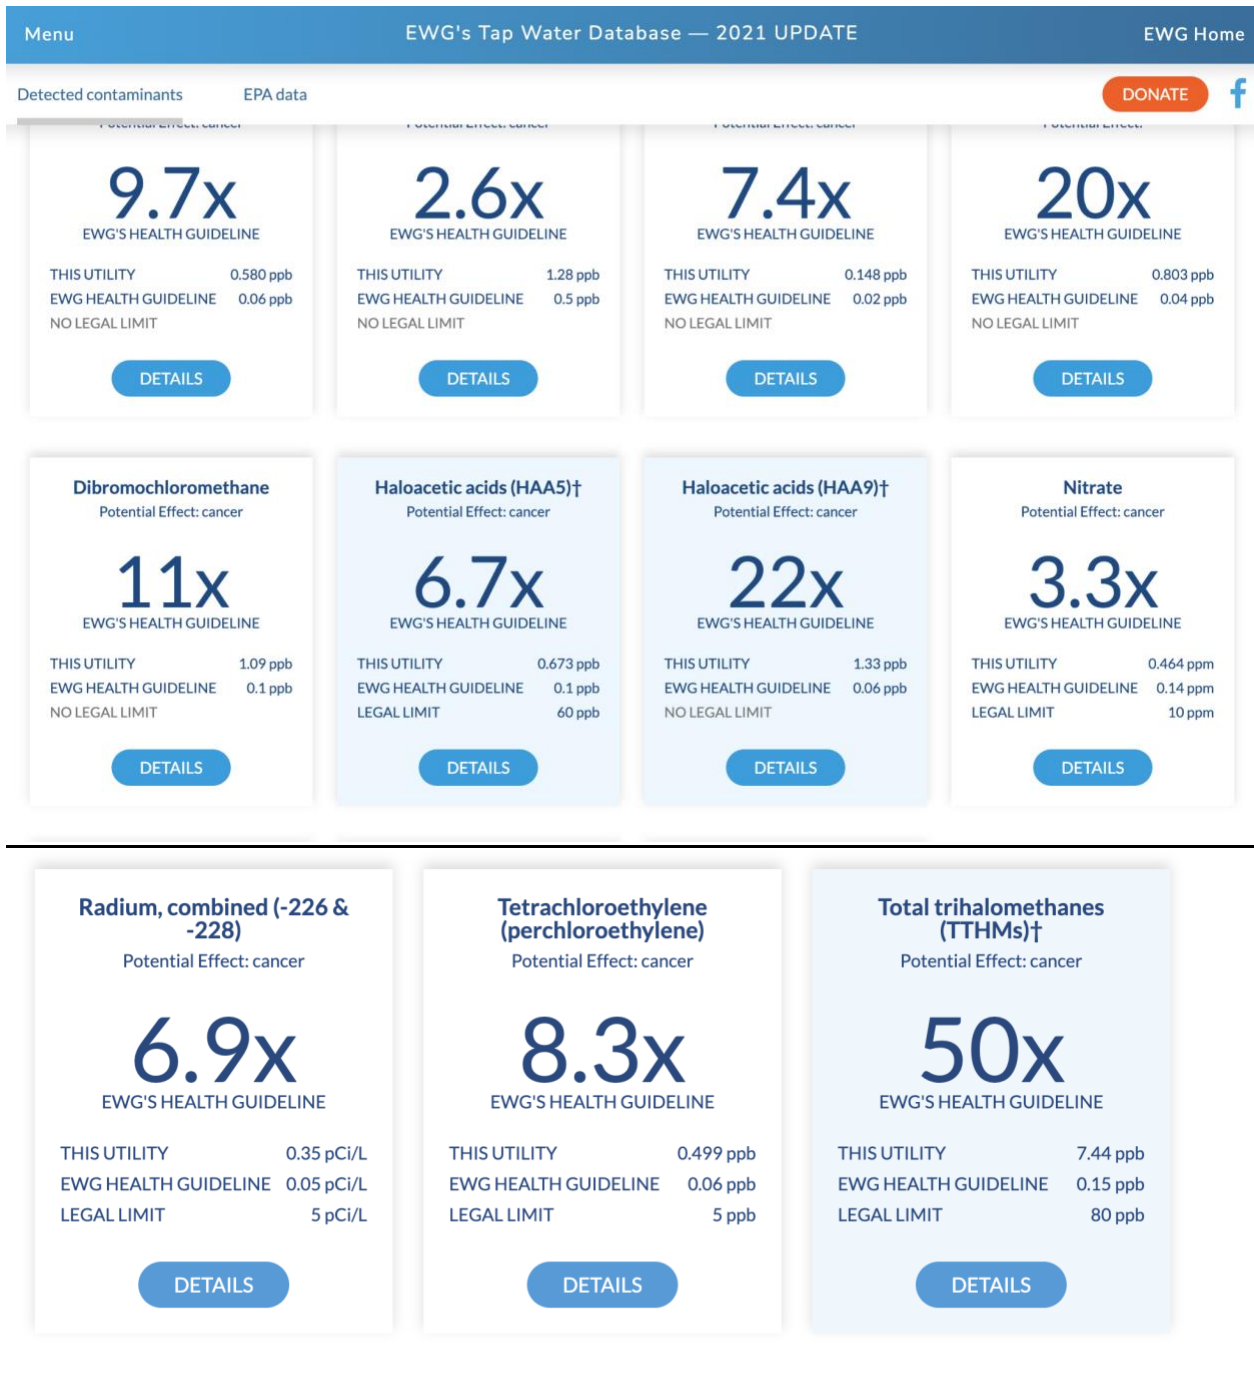 Menu
EWG's Tap Water Database — 2021 UPDATE
EWG Home
Detected contaminants
EPA data
DONATE
f
Potential Effect: cancer
Potential Effect: cancer
Potential Effect: cancer
Potential Effect:
9.7x
EWG'S HEALTH GUIDELINE
THIS UTILITY 0.580 ppb
EWG HEALTH GUIDELINE 0.06 ppb
NO LEGAL LIMIT
DETAILS
2.6x
EWG'S HEALTH GUIDELINE
THIS UTILITY 1.28 ppb
EWG HEALTH GUIDELINE 0.5 ppb
NO LEGAL LIMIT
DETAILS
7.4x
EWG'S HEALTH GUIDELINE
THIS UTILITY 0.148 ppb
EWG HEALTH GUIDELINE 0.02 ppb
NO LEGAL LIMIT
DETAILS
20x
EWG'S HEALTH GUIDELINE
THIS UTILITY 0.803 ppb
EWG HEALTH GUIDELINE 0.04 ppb
NO LEGAL LIMIT
DETAILS
Dibromochloromethane
Potential Effect: cancer
11x
EWG'S HEALTH GUIDELINE
THIS UTILITY 1.09 ppb
EWG HEALTH GUIDELINE 0.1 ppb
NO LEGAL LIMIT
DETAILS
Haloacetic acids (HAA5)†
Potential Effect: cancer
6.7x
EWG'S HEALTH GUIDELINE
THIS UTILITY 0.673 ppb
EWG HEALTH GUIDELINE 0.1 ppb
LEGAL LIMIT 60 ppb
DETAILS
Haloacetic acids (HAA9)†
Potential Effect: cancer
22x
EWG'S HEALTH GUIDELINE
THIS UTILITY 1.33 ppb
EWG HEALTH GUIDELINE 0.06 ppb
NO LEGAL LIMIT
DETAILS
Nitrate
Potential Effect: cancer
3.3x
EWG'S HEALTH GUIDELINE
THIS UTILITY 0.464 ppm
EWG HEALTH GUIDELINE 0.14 ppm
LEGAL LIMIT 10 ppm
DETAILS
Radium, combined (-226 &
-228)
Potential Effect: cancer
6.9x
EWG'S HEALTH GUIDELINE
THIS UTILITY 0.35 pCi/L
EWG HEALTH GUIDELINE 0.05 pCi/L
LEGAL LIMIT 5 pCi/L
DETAILS
Tetrachloroethylene
(perchloroethylene)
Potential Effect: cancer
8.3x
EWG'S HEALTH GUIDELINE
THIS UTILITY 0.499 ppb
EWG HEALTH GUIDELINE 0.06 ppb
LEGAL LIMIT 5 ppb
DETAILS
Total trihalomethanes
(TTHMs)†
Potential Effect: cancer
50x
EWG'S HEALTH GUIDELINE
THIS UTILITY 7.44 ppb
EWG HEALTH GUIDELINE 0.15 ppb
LEGAL LIMIT 80 ppb
DETAILS